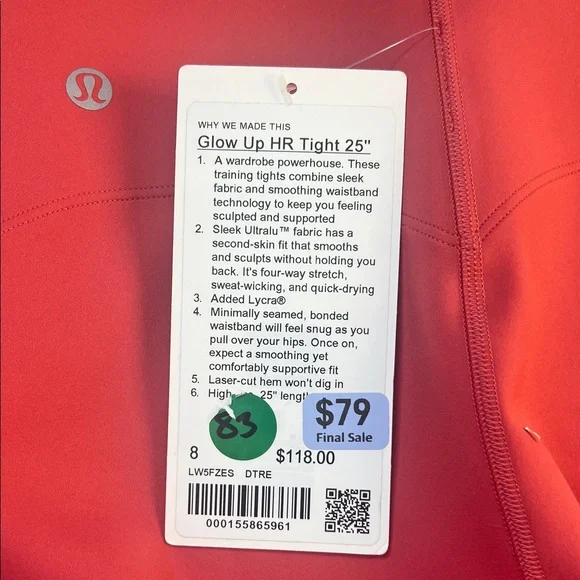 WHY WE MADE THIS
Glow Up HR Tight 25"
1. A wardrobe powerhouse. These
training tights combine sleek
fabric and smoothing waistband
technology to keep you feeling
sculpted and supported
2. Sleek Ultralu™ fabric has a
second-skin fit that smooths
and sculpts without holding you
back. It's four-way stretch,
sweat-wicking, and quick-drying
3. Added Lycra®
4. Minimally seamed, bonded
waistband will feel snug as you
pull over your hips. Once on,
expect a smoothing yet
comfortably supportive fit
5. Laser-cut hem won't dig in
6. High- 25"
83
$79
Final Sale
8 $118.00
LW5FZES DTRE
000155865961